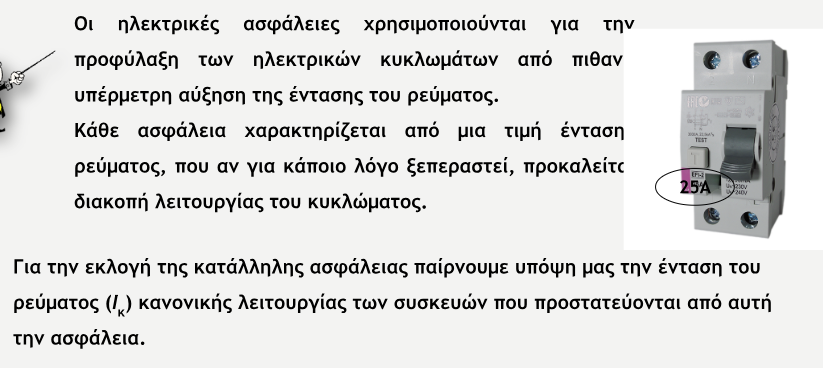 Οι ηλεκτρικές ασφάλειες χρησιμοποιούνται για την
προφύλαξη των ηλεκτρικών κυκλωμάτων από πιθαν
υπέρμετρη αύξηση της έντασης του ρεύματος.
Κάθε ασφάλεια χαρακτηρίζεται από μια τιμή ένταση
ρεύματος, που αν για κάποιο λόγο ξεπεραστεί, προκαλείτα
διακοπή λειτουργίας του κυκλώματος.
TEST
25A
Για την εκλογή της κατάλληλης ασφάλειας παίρνουμε υπόψη μας την ένταση του
ρεύματος (Iκ) κανονικής λειτουργίας των συσκευών που προστατεύονται από αυτή
την ασφάλεια.